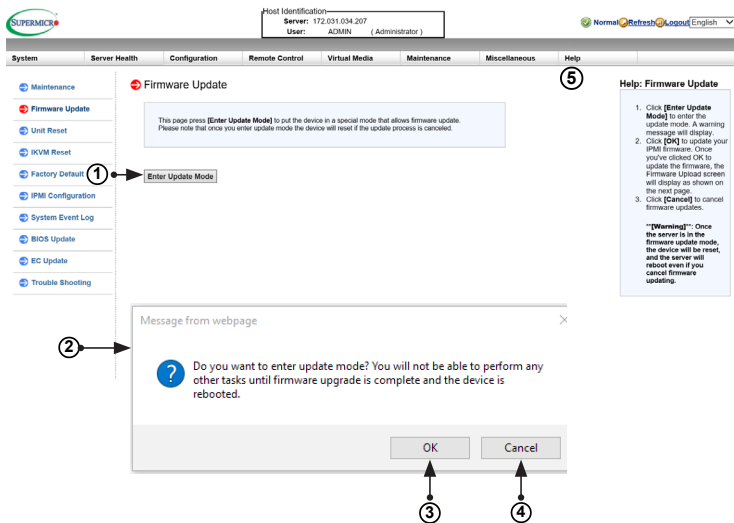 SUPERMICR
Host Identification
Server: 172.031.034.207
User: ADMIN ( Administrator )
Normal Refresh Logout English
System Server Health Configuration Remote Control Virtual Media Maintenance Miscellaneous Help
5
Maintenance
Firmware Update
Unit Reset
IKVM Reset
Factory Default
IPMI Configuration
System Event Log
BIOS Update
EC Update
Trouble Shooting
Firmware Update
This page press [Enter Update Mode] to put the device in a special mode that allows firmware update.
Please note that once you enter update mode the device will reset if the update process is canceled.
1
Enter Update Mode
Help: Firmware Update
1. Click [Enter Update
Mode] to enter the
update mode. A warning
message will display.
2. Click [OK] to update your
IPMI firmware. Once
you've clicked OK to
update the firmware, the
Firmware Upload screen
will display as shown on
the next page.
3. Click [Cancel] to cancel
firmware updates.
**[Warning]**: Once
the server is in the
firmware update mode,
the device will be reset,
and the server will
reboot even if you
cancel firmware
updating.
Message from webpage
2
? Do you want to enter update mode? You will not be able to perform any
other tasks until firmware upgrade is complete and the device is
rebooted.
OK Cancel
3 4